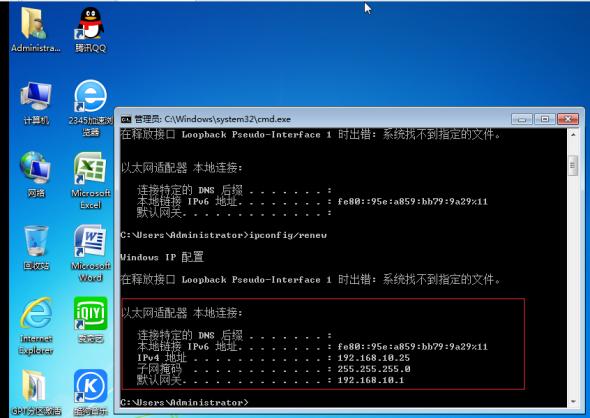 Administra...
腾讯QQ
计算机
2345加速浏
览器
网络
Microsoft
Excel
回收站
Microsoft
Word
Internet
Explorer
iQIYI
爱奇艺
GPT分区激活
酷狗音乐
管理员: C:\Windows\system32\cmd.exe
在释放接口 Loopback Pseudo-Interface 1 时出错: 系统找不到指定的文件。
以太网适配器 本地连接:
连接特定的 DNS 后缀 . . . . . . . :
本地链接 IPv6 地址. . . . . . . . : fe80::95e:a859:bb79:9a29%11
默认网关. . . . . . . . . . . . . :
C:\Users\Administrator>ipconfig/renew
Windows IP 配置
在释放接口 Loopback Pseudo-Interface 1 时出错: 系统找不到指定的文件。
以太网适配器 本地连接:
连接特定的 DNS 后缀 . . . . . . . :
本地链接 IPv6 地址. . . . . . . . : fe80::95e:a859:bb79:9a29%11
IPv4 地址 . . . . . . . . . . . . : 192.168.10.25
子网掩码 . . . . . . . . . . . . : 255.255.255.0
默认网关. . . . . . . . . . . . . : 192.168.10.1
C:\Users\Administrator>